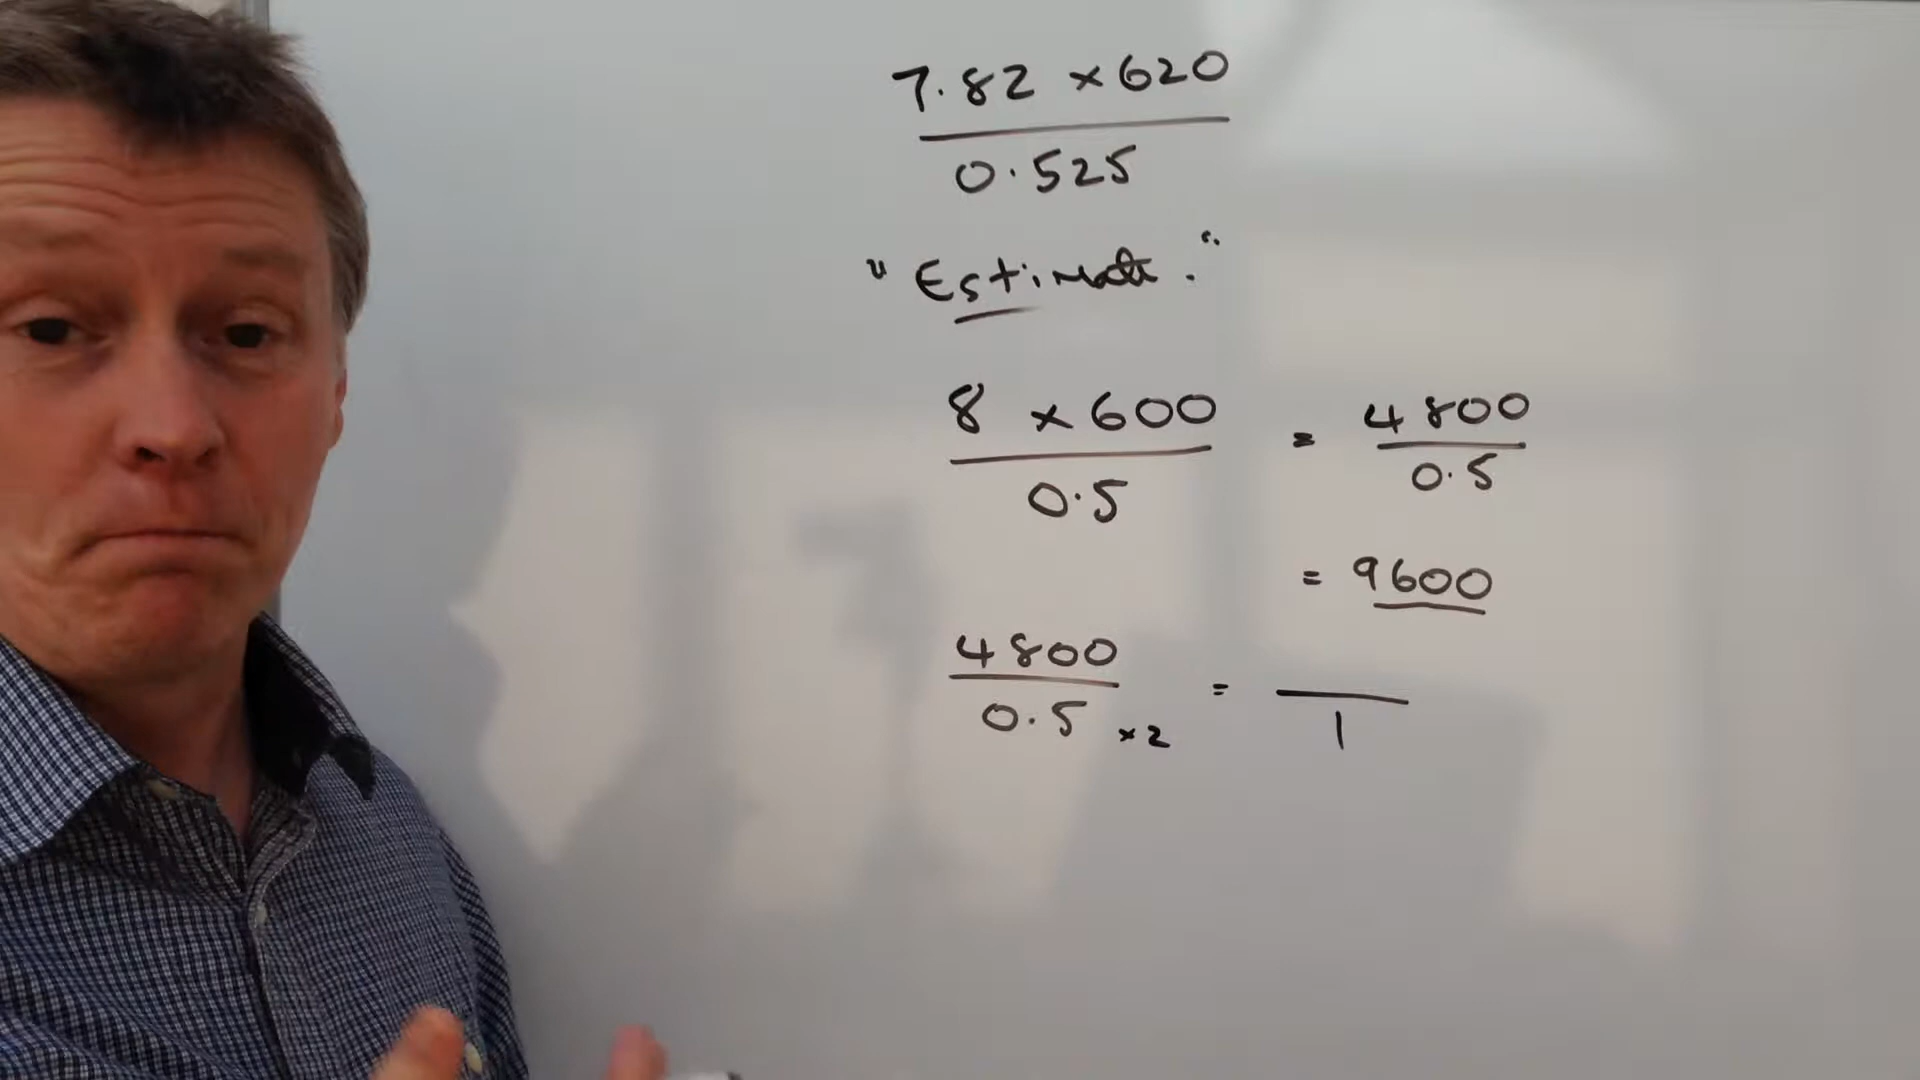 7.82 × 620
0.525
"Estimate."
8 × 600 = 4800
0.5 0.5
= 9600
4800 =
0.5 ×2 1